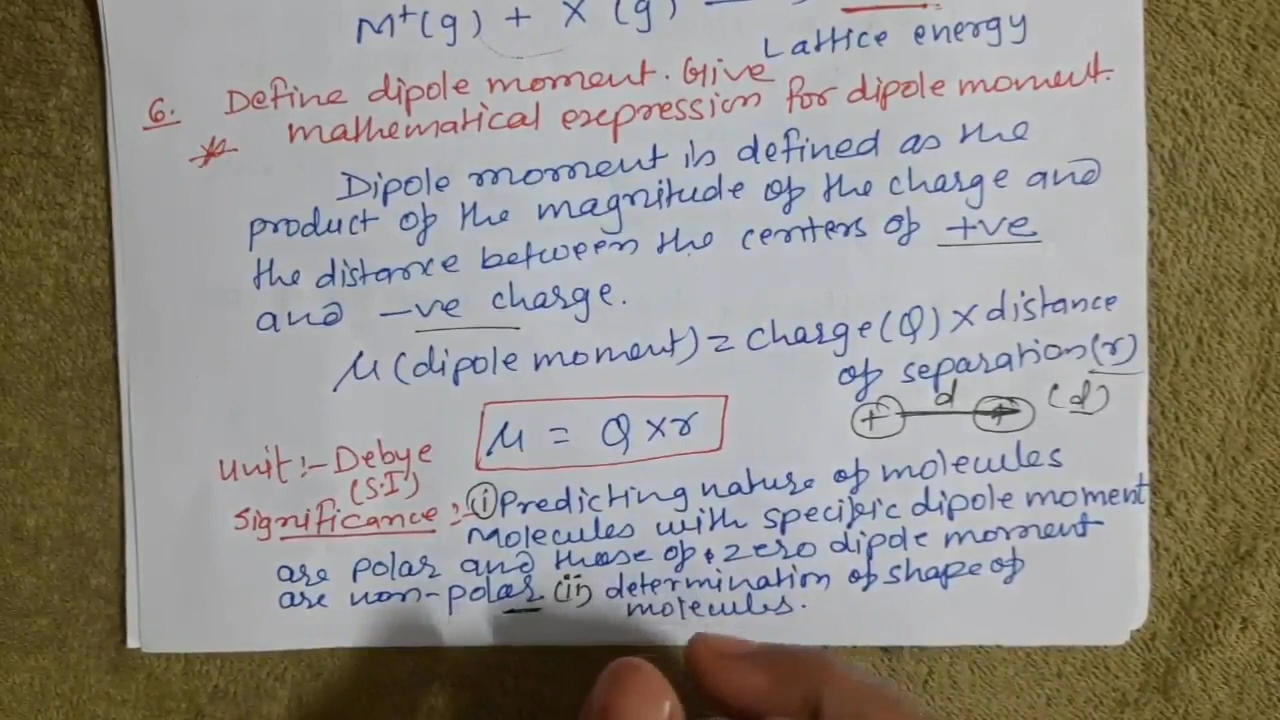 M+(g) + X (g)
Lattice energy
6. Define dipole moment. Give
mathematical expression for dipole moment.
Dipole moment is defined as the
product of the magnitude of the charge and
the distance between the centers of +ve
and -ve charge.
μ (dipole moment) = charge (Q) × distance
of separation (r)
(d)
+ d +
μ = Q × r
Unit :- Debye
(S.I)
Significance :- (i) Predicting nature of molecules
Molecules with specific dipole moment
are polar and those of zero dipole moment
are non-polar (ii) determination of shape of
molecules.